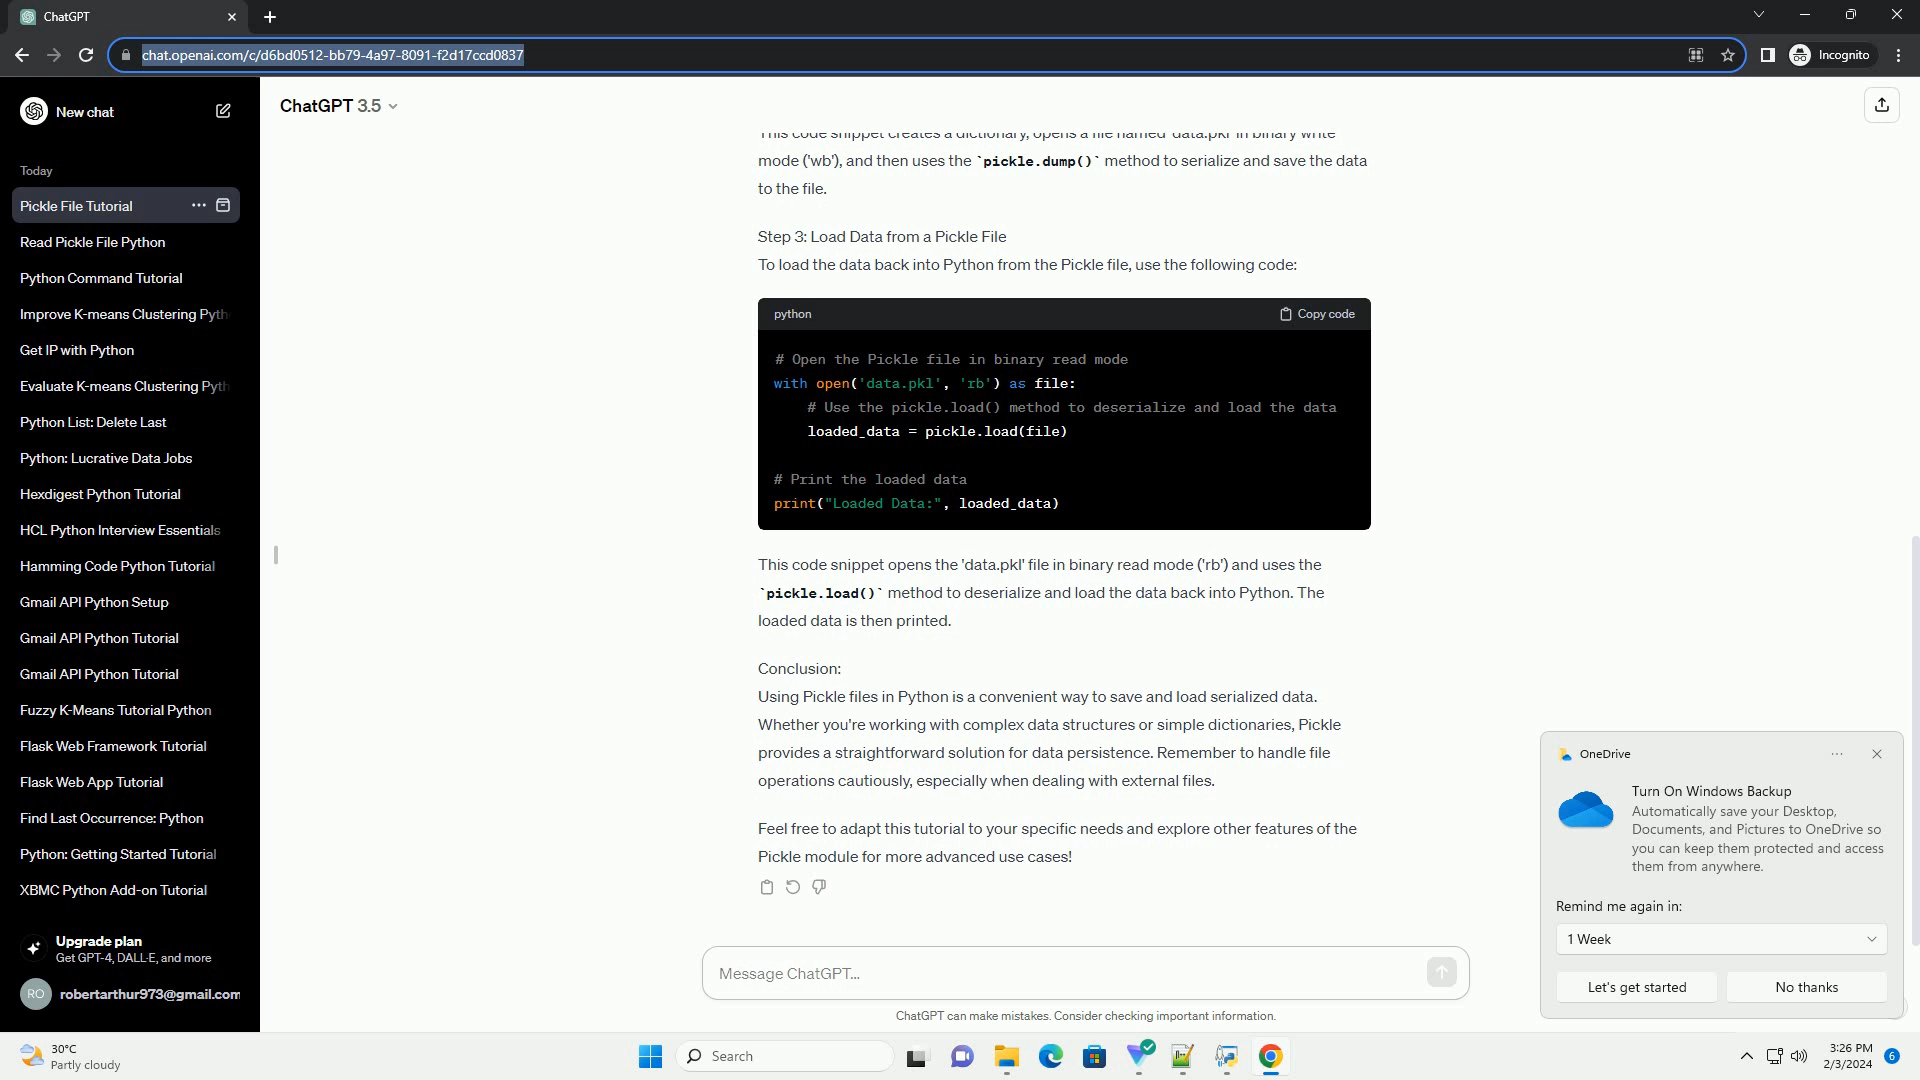 ChatGPT
chat.openai.com/c/d6bd0512-bb79-4a97-8091-f2d17ccd0837
Incognito
New chat
ChatGPT 3.5
Today
Pickle File Tutorial
Read Pickle File Python
Python Command Tutorial
Improve K-means Clustering Pyth
Get IP with Python
Evaluate K-means Clustering Pyth
Python List: Delete Last
Python: Lucrative Data Jobs
Hexdigest Python Tutorial
HCL Python Interview Essentials
Hamming Code Python Tutorial
Gmail API Python Setup
Gmail API Python Tutorial
Gmail API Python Tutorial
Fuzzy K-Means Tutorial Python
Flask Web Framework Tutorial
Flask Web App Tutorial
Find Last Occurrence: Python
Python: Getting Started Tutorial
XBMC Python Add-on Tutorial
Upgrade plan
Get GPT-4, DALL·E, and more
RO
robertarthur973@gmail.com
This code snippet creates a dictionary, opens a file named 'data.pkl' in binary write
mode ('wb'), and then uses the `pickle.dump()` method to serialize and save the data
to the file.
Step 3: Load Data from a Pickle File
To load the data back into Python from the Pickle file, use the following code:
python
Copy code
# Open the Pickle file in binary read mode
with open('data.pkl', 'rb') as file:
    # Use the pickle.load() method to deserialize and load the data
    loaded_data = pickle.load(file)
# Print the loaded data
print("Loaded Data:", loaded_data)
This code snippet opens the 'data.pkl' file in binary read mode ('rb') and uses the
`pickle.load()` method to deserialize and load the data back into Python. The
loaded data is then printed.
Conclusion:
Using Pickle files in Python is a convenient way to save and load serialized data.
Whether you're working with complex data structures or simple dictionaries, Pickle
provides a straightforward solution for data persistence. Remember to handle file
operations cautiously, especially when dealing with external files.
Feel free to adapt this tutorial to your specific needs and explore other features of the
Pickle module for more advanced use cases!
Message ChatGPT...
ChatGPT can make mistakes. Consider checking important information.
OneDrive
Turn On Windows Backup
Automatically save your Desktop,
Documents, and Pictures to OneDrive so
you can keep them protected and access
them from anywhere.
Remind me again in:
1 Week
Let's get started
No thanks
30°C
Partly cloudy
Search
3:26 PM
2/3/2024
6